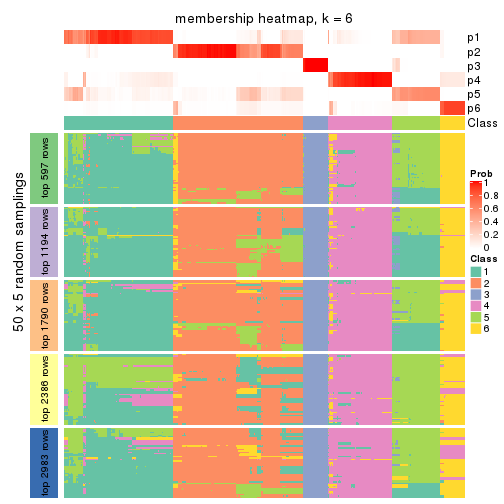 membership heatmap, k = 6
p1
p2
p3
p4
p5
p6
Class
50 x 5 random samplings
top 597 rows
top 1194 rows
top 1790 rows
top 2386 rows
top 2983 rows
Prob
1
0.8
0.6
0.4
0.2
0
Class
1
2
3
4
5
6